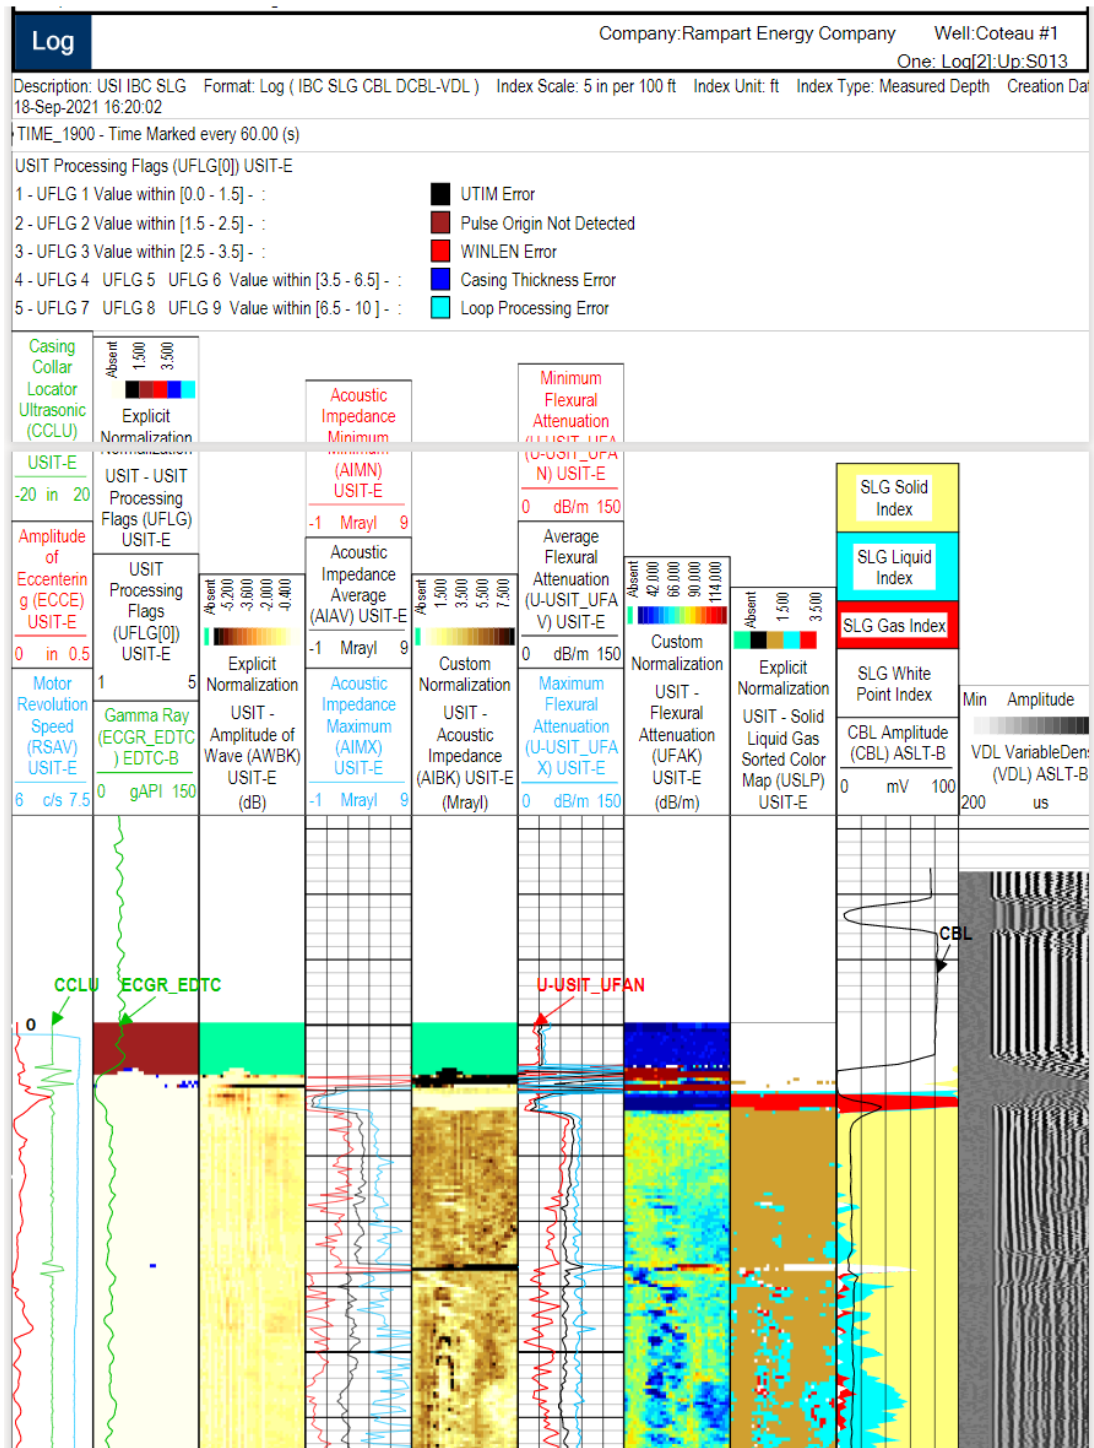 Log
Company:Rampart Energy Company Well:Coteau #1
One: Log[2]:Up:S013
Description: USI IBC SLG Format: Log ( IBC SLG CBL DCBL-VDL ) Index Scale: 5 in per 100 ft Index Unit: ft Index Type: Measured Depth Creation Dat
18-Sep-2021 16:20:02
TIME_1900 - Time Marked every 60.00 (s)
USIT Processing Flags (UFLG[0]) USIT-E
1 - UFLG 1 Value within [0.0 - 1.5] - : UTIM Error
2 - UFLG 2 Value within [1.5 - 2.5] - : Pulse Origin Not Detected
3 - UFLG 3 Value within [2.5 - 3.5] - : WINLEN Error
4 - UFLG 4 UFLG 5 UFLG 6 Value within [3.5 - 6.5] - : Casing Thickness Error
5 - UFLG 7 UFLG 8 UFLG 9 Value within [6.5 - 10 ] - : Loop Processing Error
Casing
Collar
Locator
Ultrasonic
(CCLU)
USIT-E
-20 in 20
Amplitude
of
Eccenterin
g (ECCE)
USIT-E
0 in 0.5
Motor
Revolution
Speed
(RSAV)
USIT-E
6 c/s 7.5
Absent 1.500 3.500
Explicit
Normalization
USIT - USIT
Processing
Flags (UFLG)
USIT-E
USIT
Processing
Flags
(UFLG[0])
USIT-E
1 5
Gamma Ray
(ECGR_EDTC
) EDTC-B
0 gAPI 150
Absent -5.200 -3.600 -2.000 -0.400
Explicit
Normalization
USIT -
Amplitude of
Wave (AWBK)
USIT-E
(dB)
Acoustic
Impedance
Minimum
(AIMN)
USIT-E
-1 Mrayl 9
Acoustic
Impedance
Average
(AIAV) USIT-E
-1 Mrayl 9
Acoustic
Impedance
Maximum
(AIMX)
USIT-E
-1 Mrayl 9
Absent 1.500 3.500 5.500 7.500
Custom
Normalization
USIT -
Acoustic
Impedance
(AIBK) USIT-E
(Mrayl)
Minimum
Flexural
Attenuation
(U-USIT_UFA
N) USIT-E
0 dB/m 150
Average
Flexural
Attenuation
(U-USIT_UFA
V) USIT-E
0 dB/m 150
Maximum
Flexural
Attenuation
(U-USIT_UFA
X) USIT-E
0 dB/m 150
Absent 42.000 66.000 90.000 114.000
Custom
Normalization
USIT -
Flexural
Attenuation
(UFAK)
USIT-E
(dB/m)
Absent 1.500 3.500
Explicit
Normalization
USIT - Solid
Liquid Gas
Sorted Color
Map (USLP)
USIT-E
SLG Solid
Index
SLG Liquid
Index
SLG Gas Index
SLG White
Point Index
CBL Amplitude
(CBL) ASLT-B
0 mV 100
Min Amplitude
VDL VariableDens
(VDL) ASLT-B
200 us
CBL
CCLU ECGR_EDTC U-USIT_UFAN
0